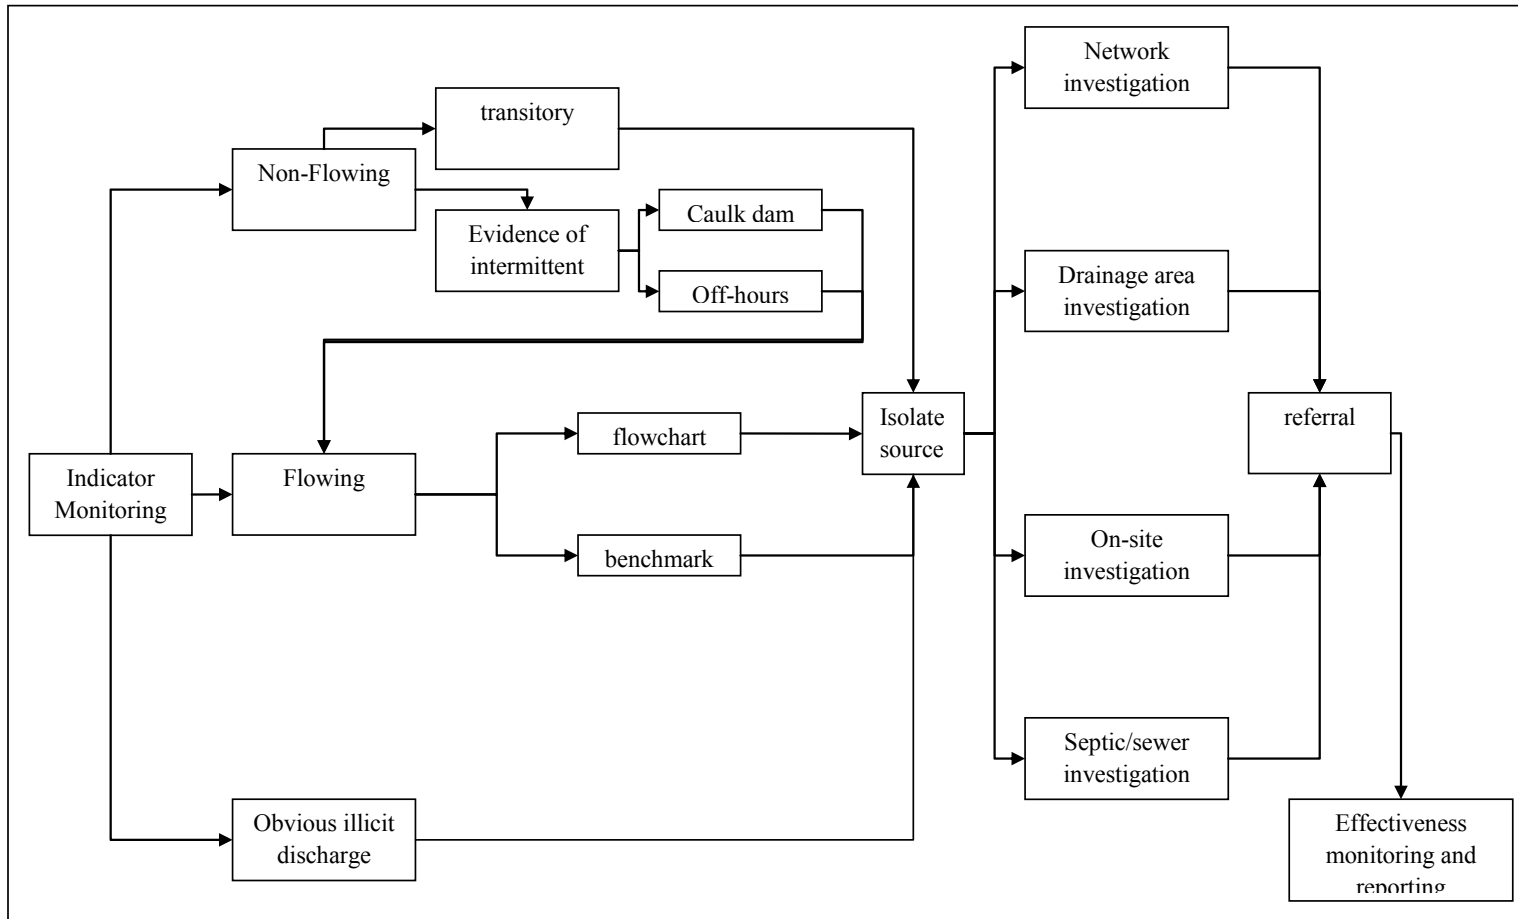 transitory
Non-Flowing
Evidence of
intermittent
Caulk dam
Off-hours
Indicator
Monitoring
Flowing
flowchart
benchmark
Obvious illicit
discharge
Isolate
source
Network
investigation
Drainage area
investigation
On-site
investigation
Septic/sewer
investigation
referral
Effectiveness
monitoring and
reporting